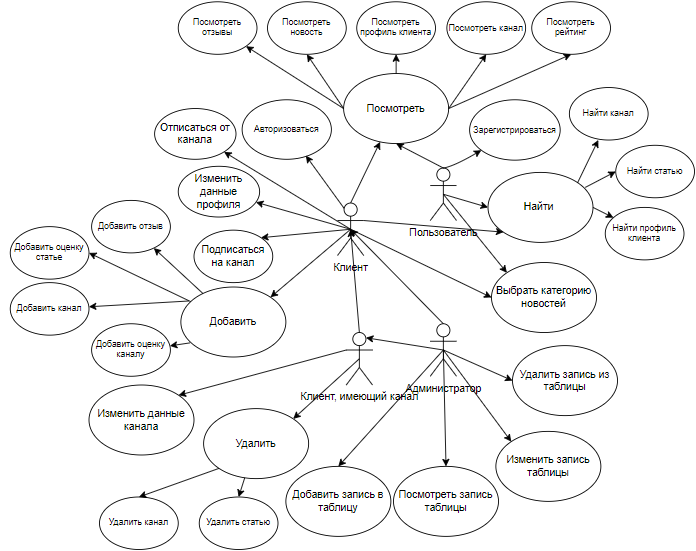 Посмотреть
отзывы
Посмотреть
новость
Посмотреть
профиль клиента
Посмотреть канал
Посмотреть
рейтинг
Посмотреть
Отписаться от
канала
Авторизоваться
Зарегистрироваться
Найти канал
Найти статью
Изменить
данные
профиля
Найти
Найти профиль
клиента
Добавить отзыв
Пользователь
Подписаться
на канал
Клиент
Добавить оценку
статье
Выбрать категорию
новостей
Добавить канал
Добавить
Добавить оценку
каналу
Клиент, имеющий канал
Администратор
Удалить запись из
таблицы
Изменить данные
канала
Удалить
Изменить запись
таблицы
Добавить запись в
таблицу
Посмотреть запись
таблицы
Удалить канал
Удалить статью